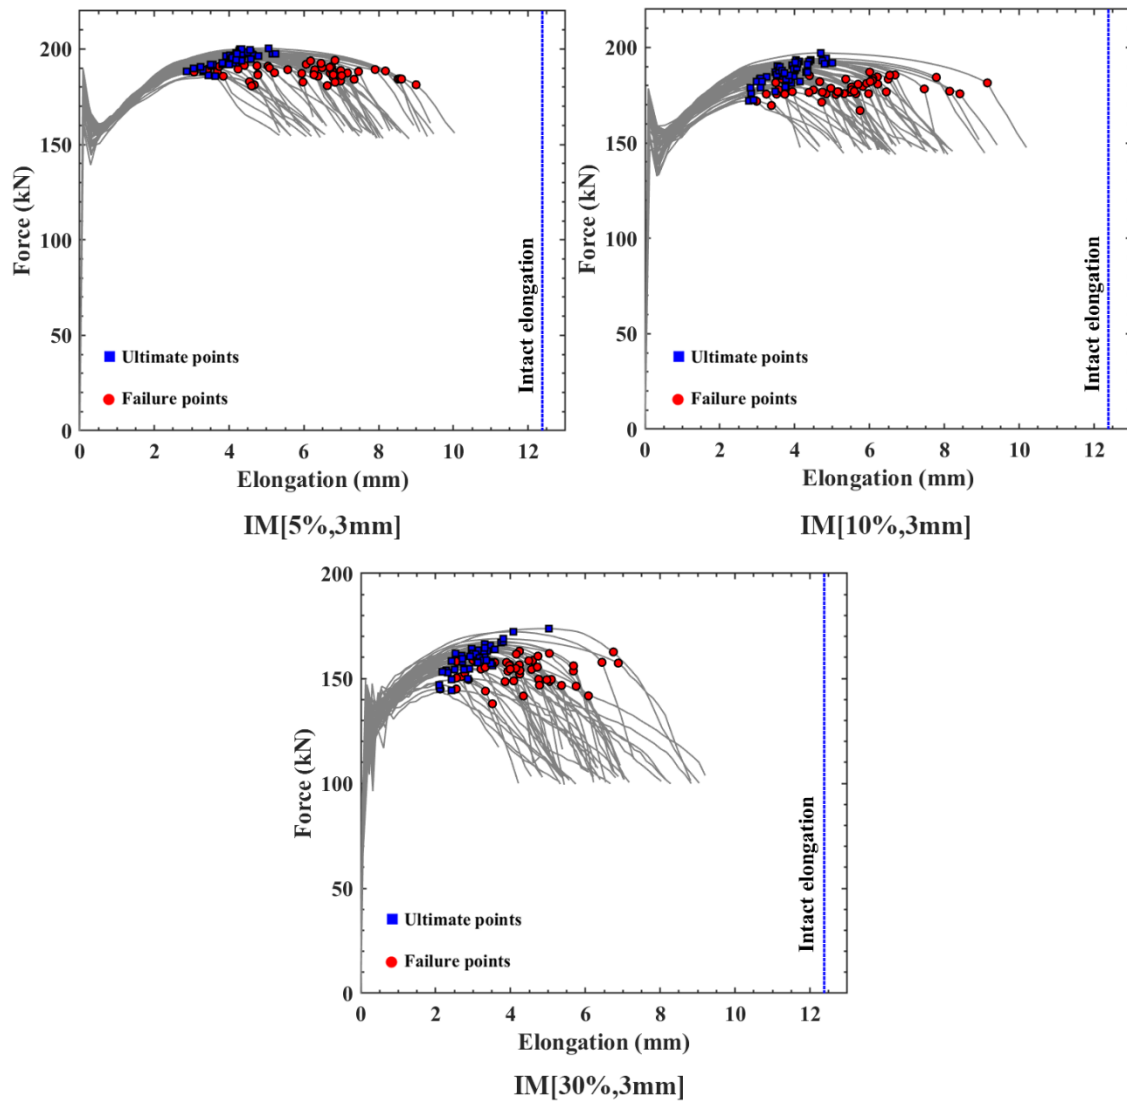 200
150
100
50
0
Force (kN)
Ultimate points
Failure points
Intact elongation
0 2 4 6 8 10 12
Elongation (mm)
IM[5%,3mm]
200
150
100
50
0
Force (kN)
Ultimate points
Failure points
Intact elongation
0 2 4 6 8 10 12
Elongation (mm)
IM[10%,3mm]
200
150
100
50
0
Force (kN)
Ultimate points
Failure points
Intact elongation
0 2 4 6 8 10 12
Elongation (mm)
IM[30%,3mm]